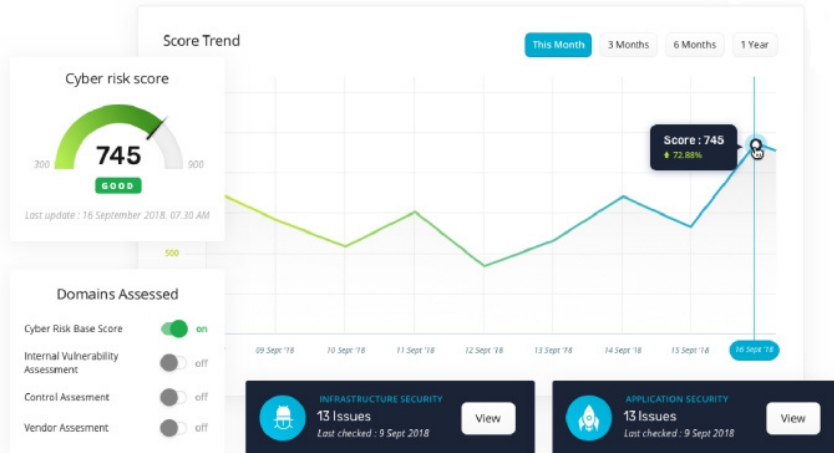 Score Trend
This Month
3 Months
6 Months
1 Year
Cyber risk score
745
300
900
GOOD
Last update : 16 September 2018, 07.30 AM
Score : 745
72.88%
500
09 Sept '18
10 Sept '18
11 Sept '18
12 Sept '18
13 Sept '18
14 Sept '18
15 Sept '18
16 Sept '18
Domains Assessed
Cyber Risk Base Score
on
Internal Vulnerability
Assessment
off
Control Assesment
off
Vendor Assesment
off
INFRASTRUCTURE SECURITY
13 Issues
Last checked : 9 Sept 2018
View
APPLICATION SECURITY
13 Issues
Last checked : 9 Sept 2018
View